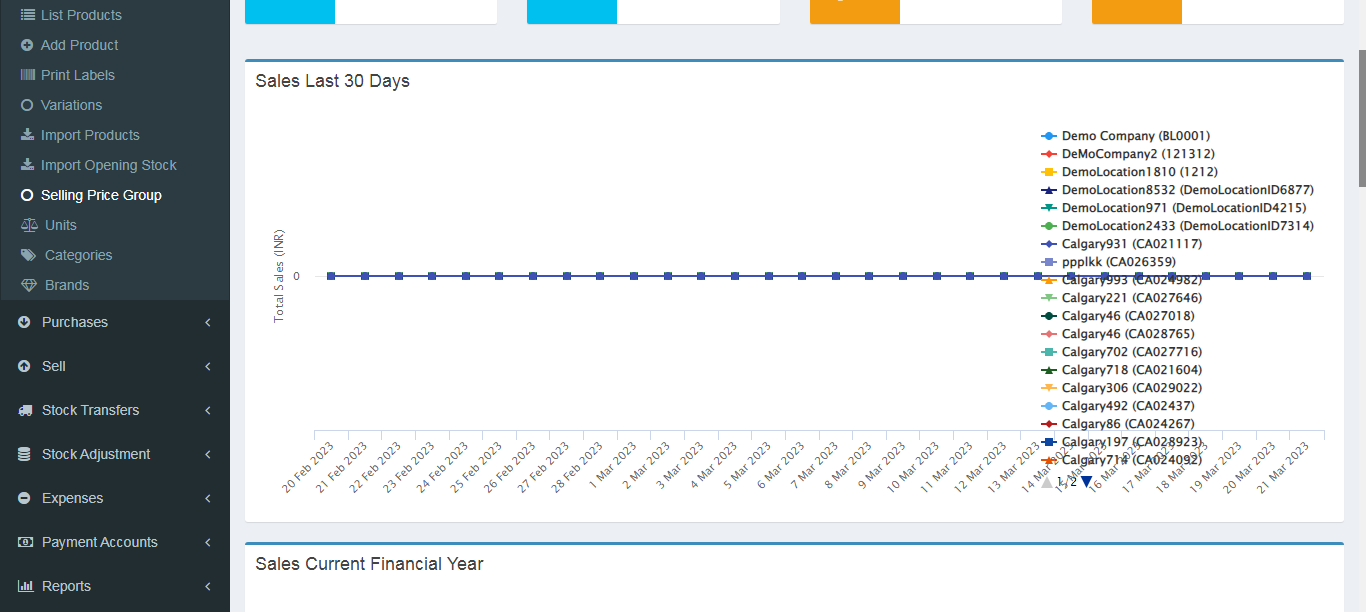 List Products
Add Product
Print Labels
Variations
Import Products
Import Opening Stock
Selling Price Group
Units
Categories
Brands
Purchases
Sell
Stock Transfers
Stock Adjustment
Expenses
Payment Accounts
Reports
Sales Last 30 Days
Total Sales (INR)
0
Demo Company (BL0001)
DeMoCompany2 (121312)
DemoLocation1810 (1212)
DemoLocation8532 (DemoLocationID6877)
DemoLocation971 (DemoLocationID4215)
DemoLocation2433 (DemoLocationID7314)
Calgary931 (CA021117)
ppplkk (CA026359)
Calgary993 (CA024982)
Calgary221 (CA027646)
Calgary46 (CA027018)
Calgary46 (CA028765)
Calgary702 (CA027716)
Calgary718 (CA021604)
Calgary306 (CA029022)
Calgary492 (CA02437)
Calgary86 (CA024267)
Calgary197 (CA028923)
Calgary714 (CA024092)
1/2
20 Feb 2023
21 Feb 2023
22 Feb 2023
23 Feb 2023
24 Feb 2023
25 Feb 2023
26 Feb 2023
27 Feb 2023
28 Feb 2023
1 Mar 2023
2 Mar 2023
3 Mar 2023
4 Mar 2023
5 Mar 2023
6 Mar 2023
7 Mar 2023
8 Mar 2023
9 Mar 2023
10 Mar 2023
11 Mar 2023
12 Mar 2023
13 Mar 2023
14 Mar 2023
15 Mar 2023
16 Mar 2023
17 Mar 2023
18 Mar 2023
19 Mar 2023
20 Mar 2023
21 Mar 2023
Sales Current Financial Year